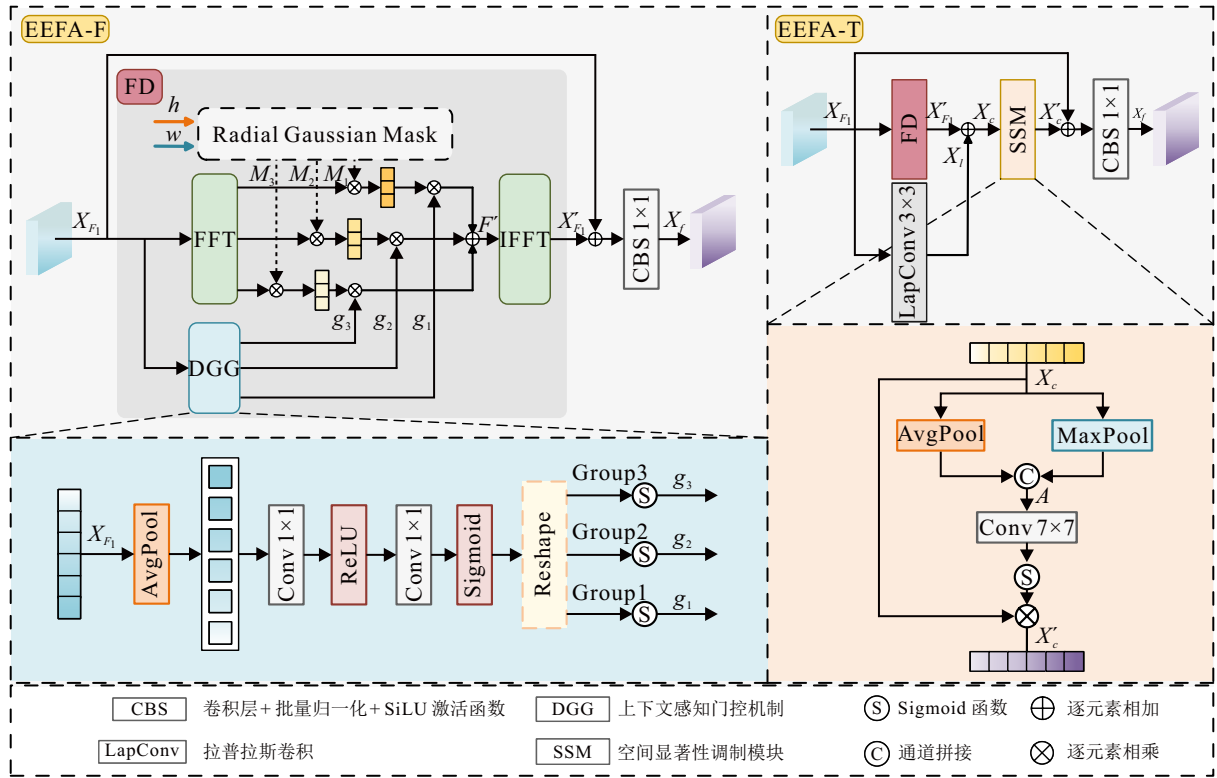 EEFA-F
FD
h
w
Radial Gaussian Mask
M₃
M₂
M₁
X_{F₁}
FFT
F′
IFFT
X′_{F₁}
CBS 1×1
X_f
g₃
g₂
g₁
DGG
X_{F₁}
AvgPool
Conv 1×1
ReLU
Conv 1×1
Sigmoid
Reshape
Group3
S
g₃
Group2
S
g₂
Group1
S
g₁
EEFA-T
X_{F₁}
FD
X′_{F₁}
X_c
X_l
SSM
X′_c
CBS 1×1
X_f
LapConv 3×3
X_c
AvgPool
MaxPool
C
A
Conv 7×7
S
X′_c
CBS 卷积层+批量归一化+SiLU 激活函数
DGG 上下文感知门控机制
S Sigmoid 函数
逐元素相加
LapConv 拉普拉斯卷积
SSM 空间显著性调制模块
C 通道拼接
逐元素相乘